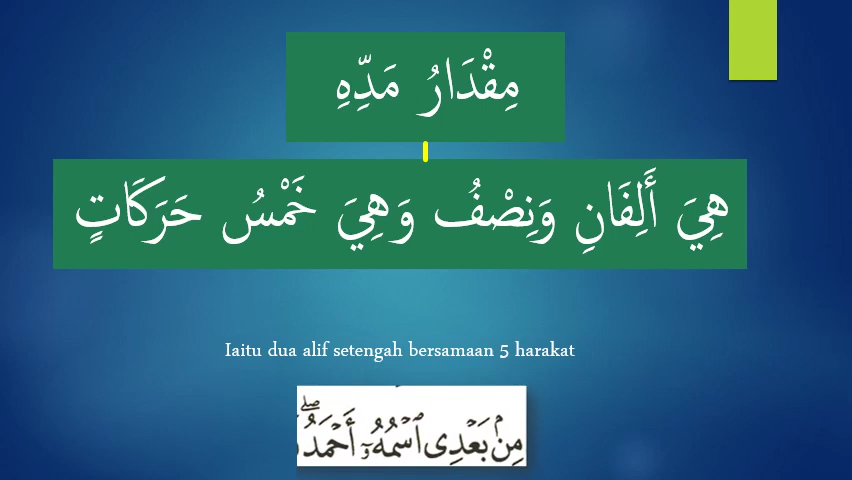 مِقْدَارُ مَدِّهِ
هِيَ أَلِفَانِ وَنِصْفُ وَهِيَ خَمْسُ حَرَكَاتٍ
Iaitu dua alif setengah bersamaan 5 harakat
مِنۢ بَعْدِى ٱسْمُهُۥٓ أَحْمَدُۖ